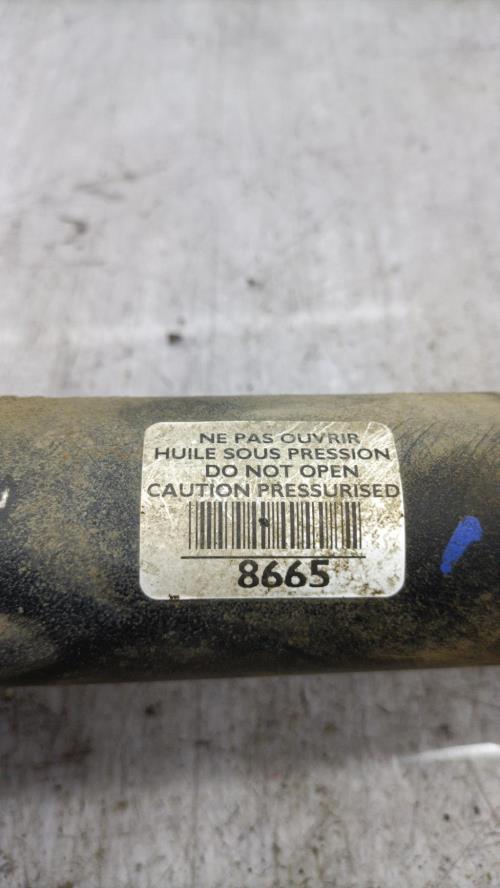 NE PAS OUVRIR
HUILE SOUS PRESSION
DO NOT OPEN
CAUTION PRESSURISED
8665